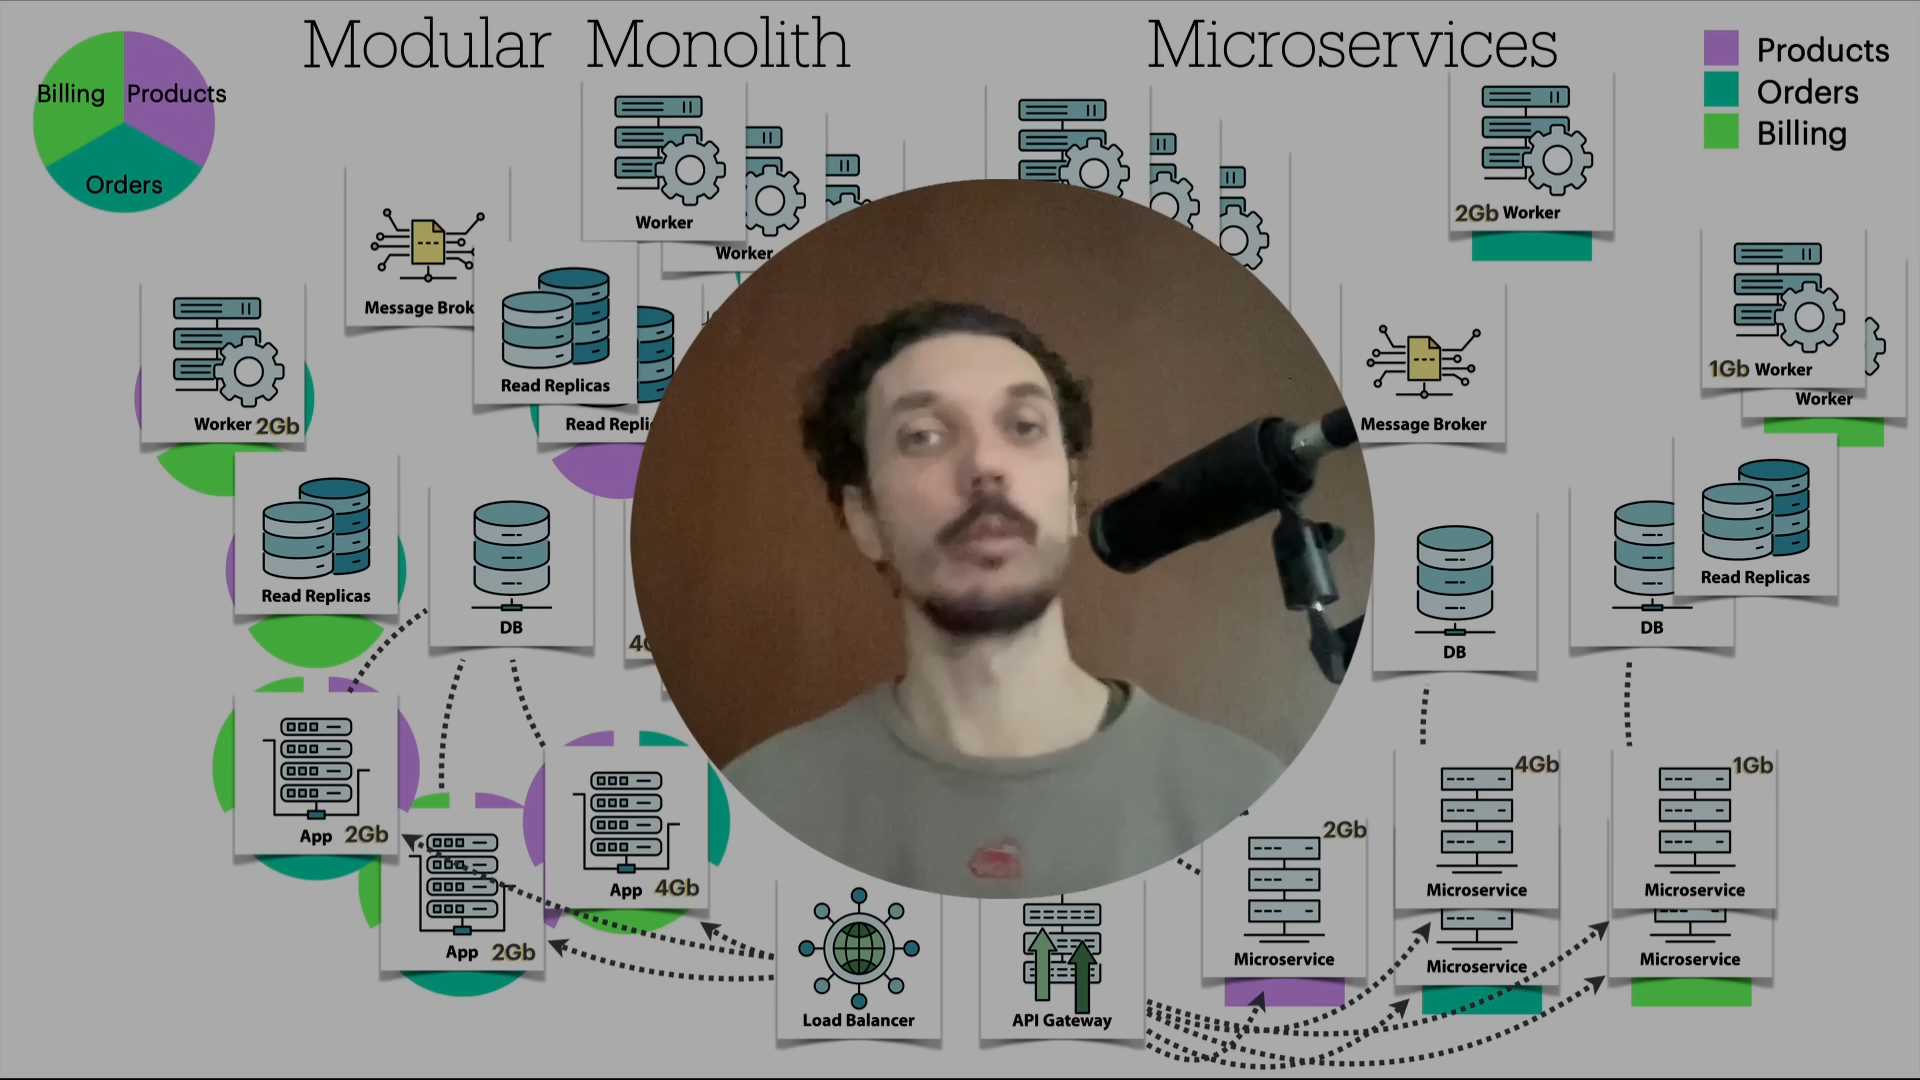 Modular Monolith
Microservices
Billing
Products
Orders
Products
Orders
Billing
Worker
Worker
Message Brok
Read Replicas
Read Repli
Worker 2Gb
Read Replicas
DB
App 2Gb
App 2Gb
App 4Gb
Load Balancer
API Gateway
2Gb Worker
1Gb Worker
Worker
Message Broker
Read Replicas
DB
DB
2Gb
Microservice
4Gb
Microservice
Microservice
1Gb
Microservice
Microservice